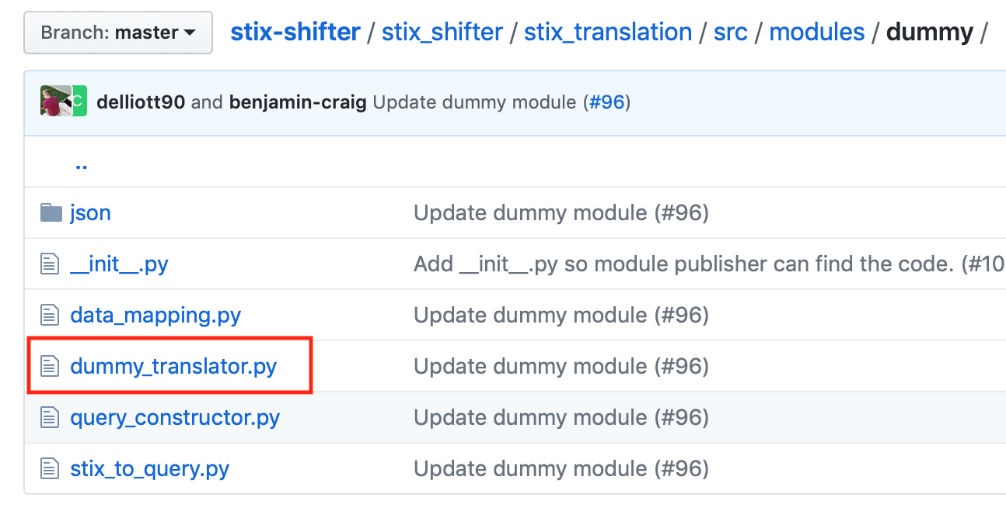 Branch: master stix-shifter / stix_shifter / stix_translation / src / modules / dummy /
C delliott90 and benjamin-craig Update dummy module (#96)
..
json Update dummy module (#96)
__init__.py Add __init__.py so module publisher can find the code. (#10
data_mapping.py Update dummy module (#96)
dummy_translator.py Update dummy module (#96)
query_constructor.py Update dummy module (#96)
stix_to_query.py Update dummy module (#96)